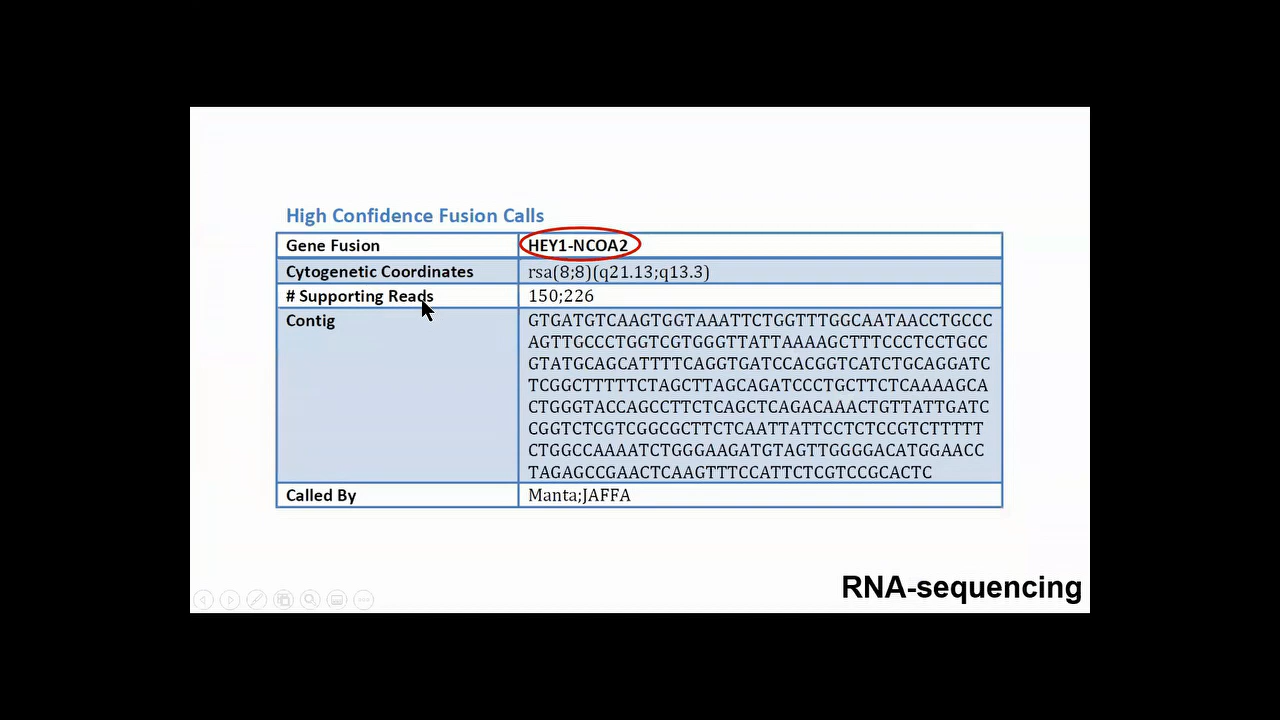 High Confidence Fusion Calls
Gene Fusion HEY1-NCOA2
Cytogenetic Coordinates rsa(8;8)(q21.13;q13.3)
# Supporting Reads 150;226
Contig GTGATGTCAAGTGGTAAATTCTGGTTTGGCAATAACCTGCCC
AGTTGCCCTGGTCGTGGGTTATTAAAAGCTTTCCCTCCTGCC
GTATGCAGCATTTTCAGGTGATCCACGGTCATCTGCAGGATC
TCGGCTTTTTCTAGCTTAGCAGATCCCTGCTTCTCAAAAGCA
CTGGGTACCAGCCTTCTCAGCTCAGACAAACTGTTATTGATC
CGGTCTCGTCGGCGCTTCTCAATTATTCCTCTCCGTCTTTTT
CTGGCCAAAATCTGGGAAGATGTAGTTGGGGACATGGAACC
TAGAGCCGAACTCAAGTTTCCATTCTCGTCCGCACTC
Called By Manta;JAFFA
RNA-sequencing